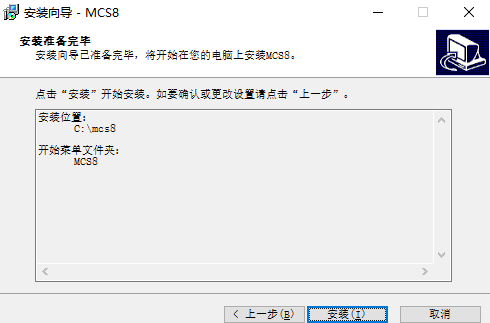 安装向导 - MCS8
安装准备完毕
安装向导已准备完毕，将开始在您的电脑上安装MCS8。
点击“安装”开始安装。如要确认或更改设置请点击“上一步”。
安装位置：
C:\mcs8
开始菜单文件夹：
MCS8
< 上一步(B)
安装(I)
取消